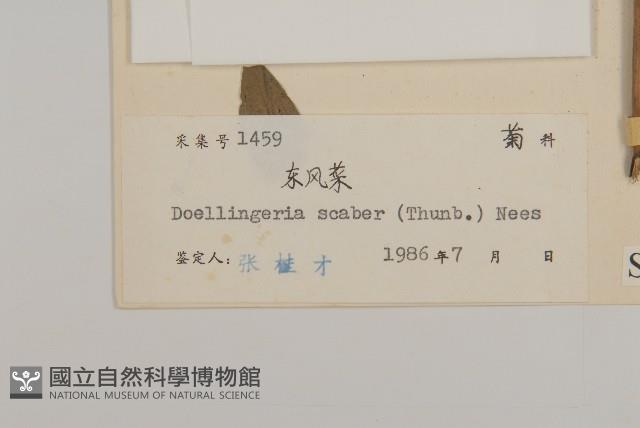 采集号 1459 菊 科
东风菜
Doellingeria scaber (Thunb.) Nees
鉴定人: 张桂才 1986 年 7 月 日
S
國立自然科學博物館
NATIONAL MUSEUM OF NATURAL SCIENCE